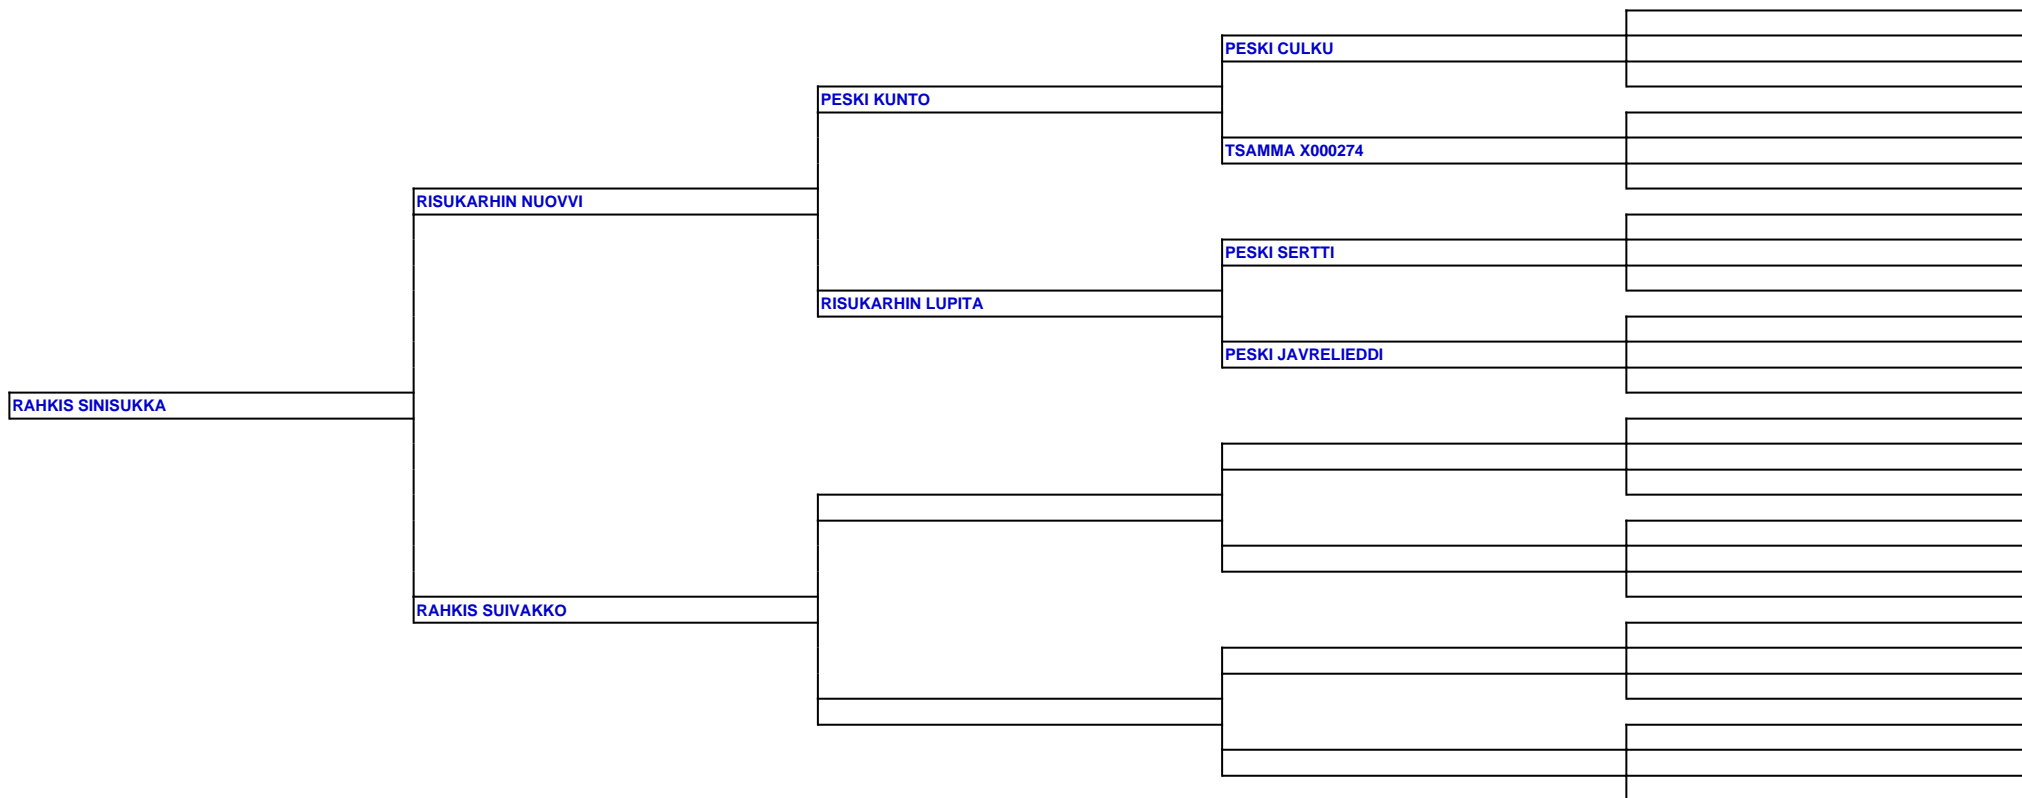 PESKI CULKU
PESKI KUNTO
TSAMMA X000274
RISUKARHIN NUOVVI
PESKI SERTTI
RISUKARHIN LUPITA
PESKI JAVRELIEDDI
RAHKIS SINISUKKA
RAHKIS SUIVAKKO